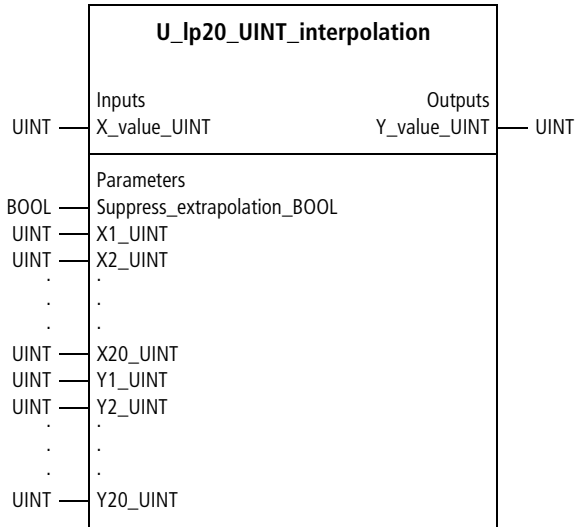 U_lp20_UINT_interpolation
Inputs Outputs
UINT X_value_UINT Y_value_UINT UINT
Parameters
BOOL Suppress_extrapolation_BOOL
UINT X1_UINT
UINT X2_UINT
. .
. .
. .
UINT X20_UINT
UINT Y1_UINT
UINT Y2_UINT
. .
. .
. .
UINT Y20_UINT